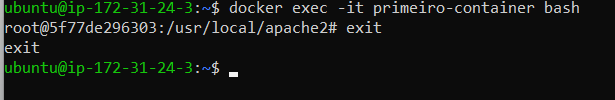 ubuntu@ip-172-31-24-3:~$ docker exec -it primeiro-container bash
root@5f77de296303:/usr/local/apache2# exit
exit
ubuntu@ip-172-31-24-3:~$